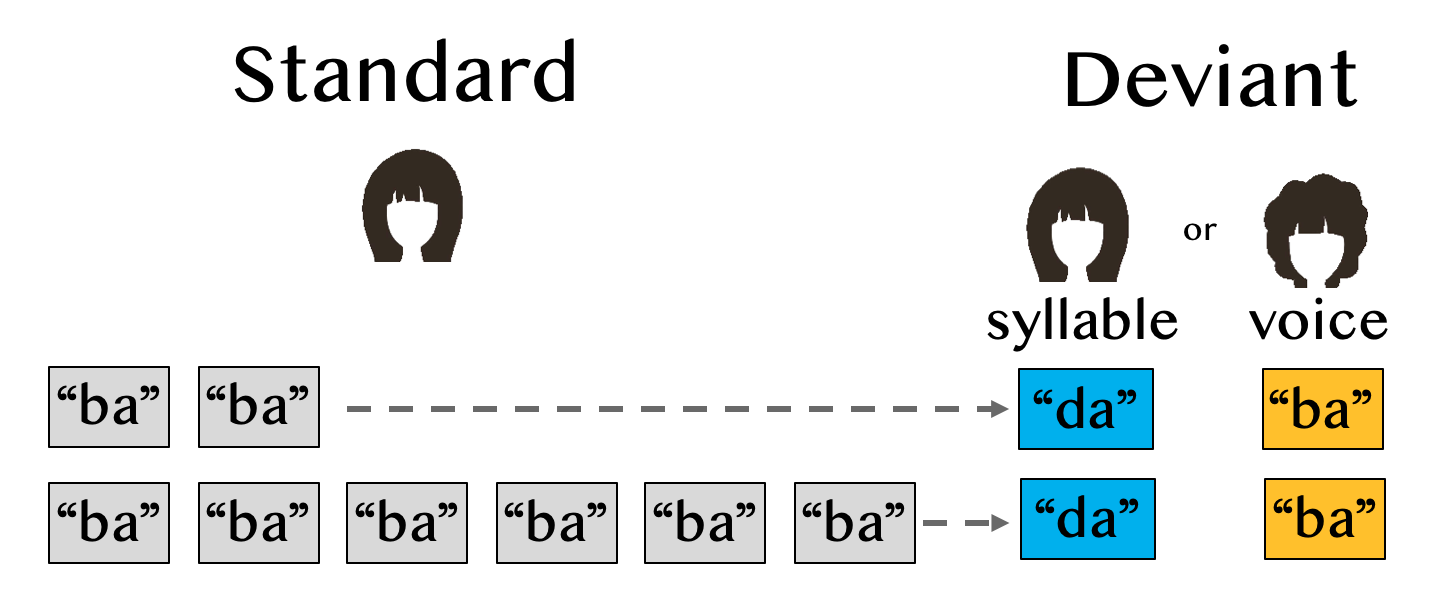 Standard Deviant
or
syllable voice
“ba” “ba” “da” “ba”
“ba” “ba” “ba” “ba” “ba” “ba” “da” “ba”